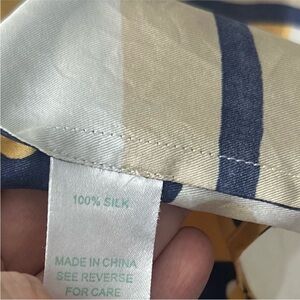 100% SILK
MADE IN CHINA
SEE REVERSE
FOR CARE